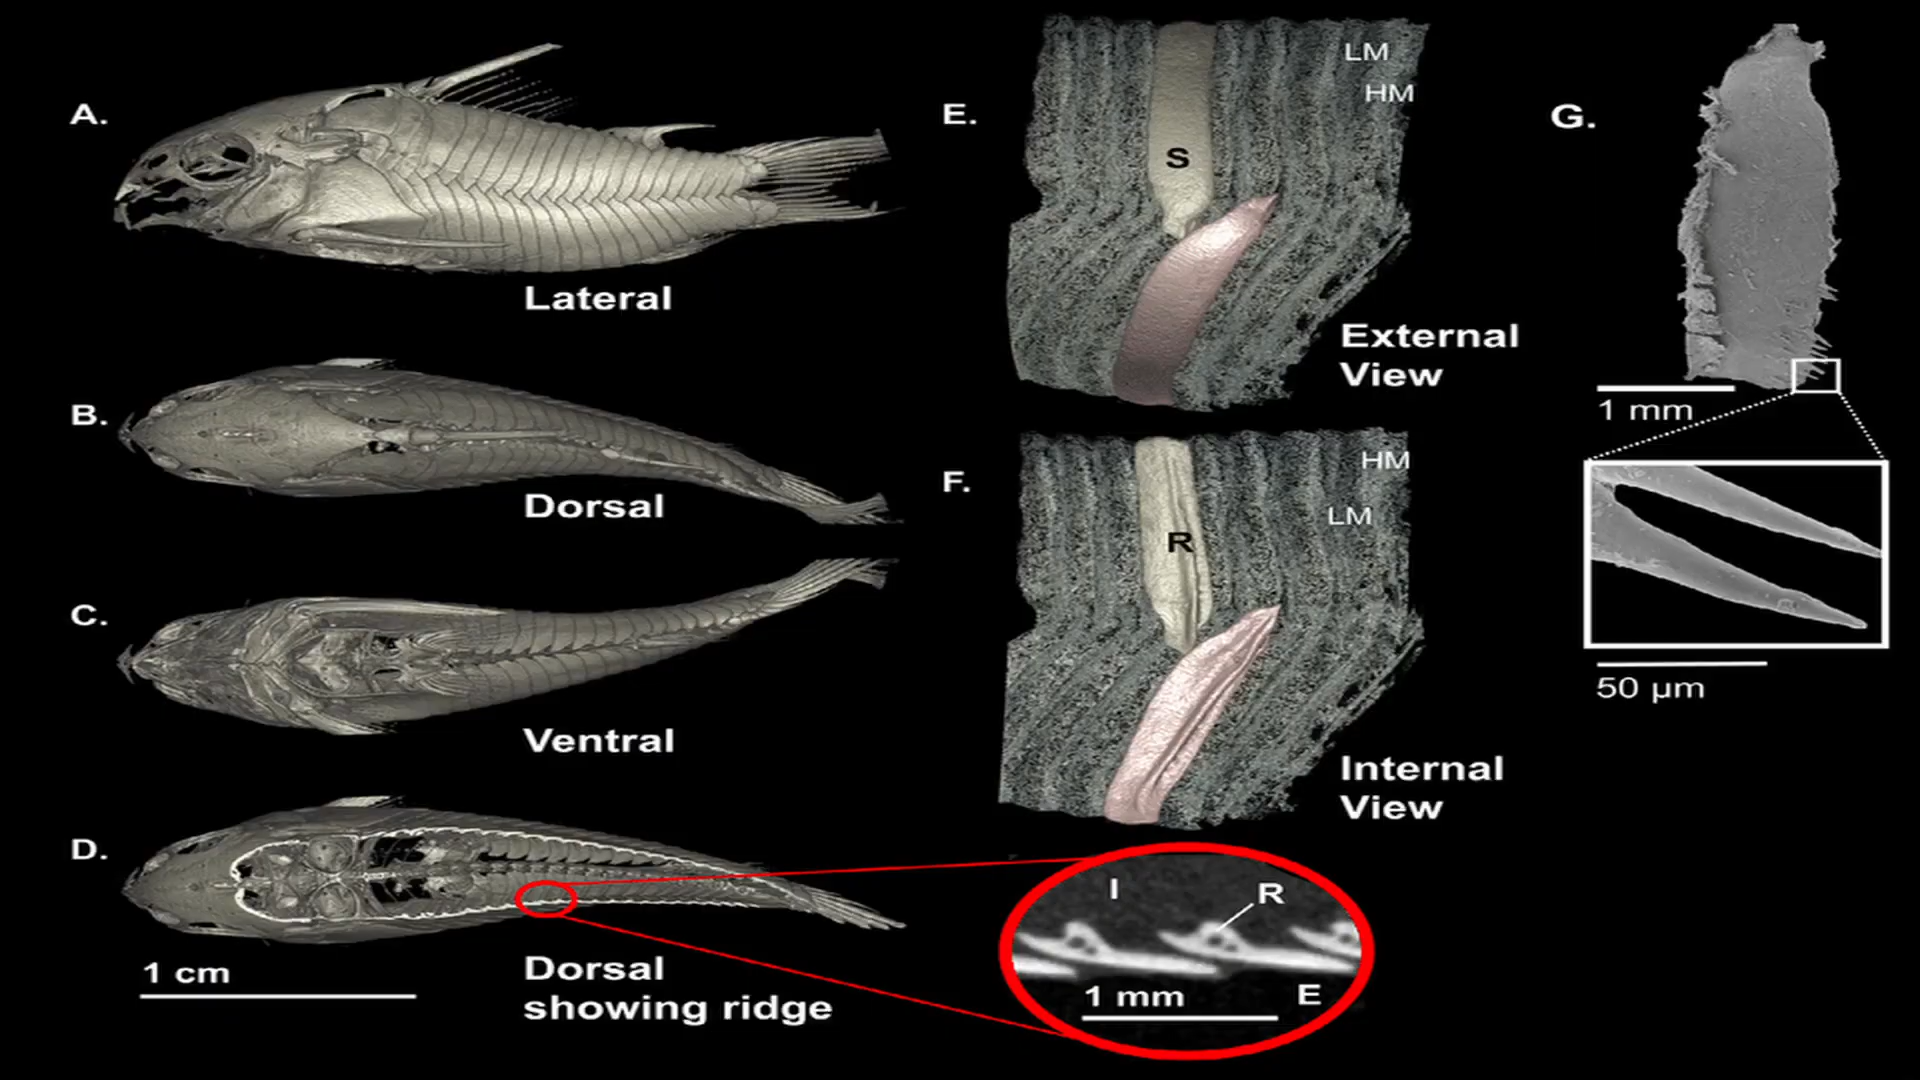 A.
Lateral
B.
Dorsal
C.
Ventral
D.
1 cm
Dorsal
showing ridge
I
R
1 mm
E
E.
LM
HM
S
External
View
F.
HM
LM
R
Internal
View
G.
1 mm
50 µm